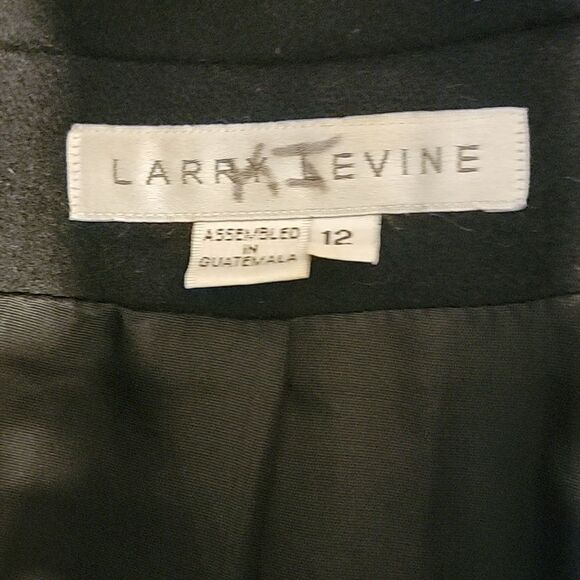 LARRY LEVINE
ASSEMBLED
IN
GUATEMALA
12